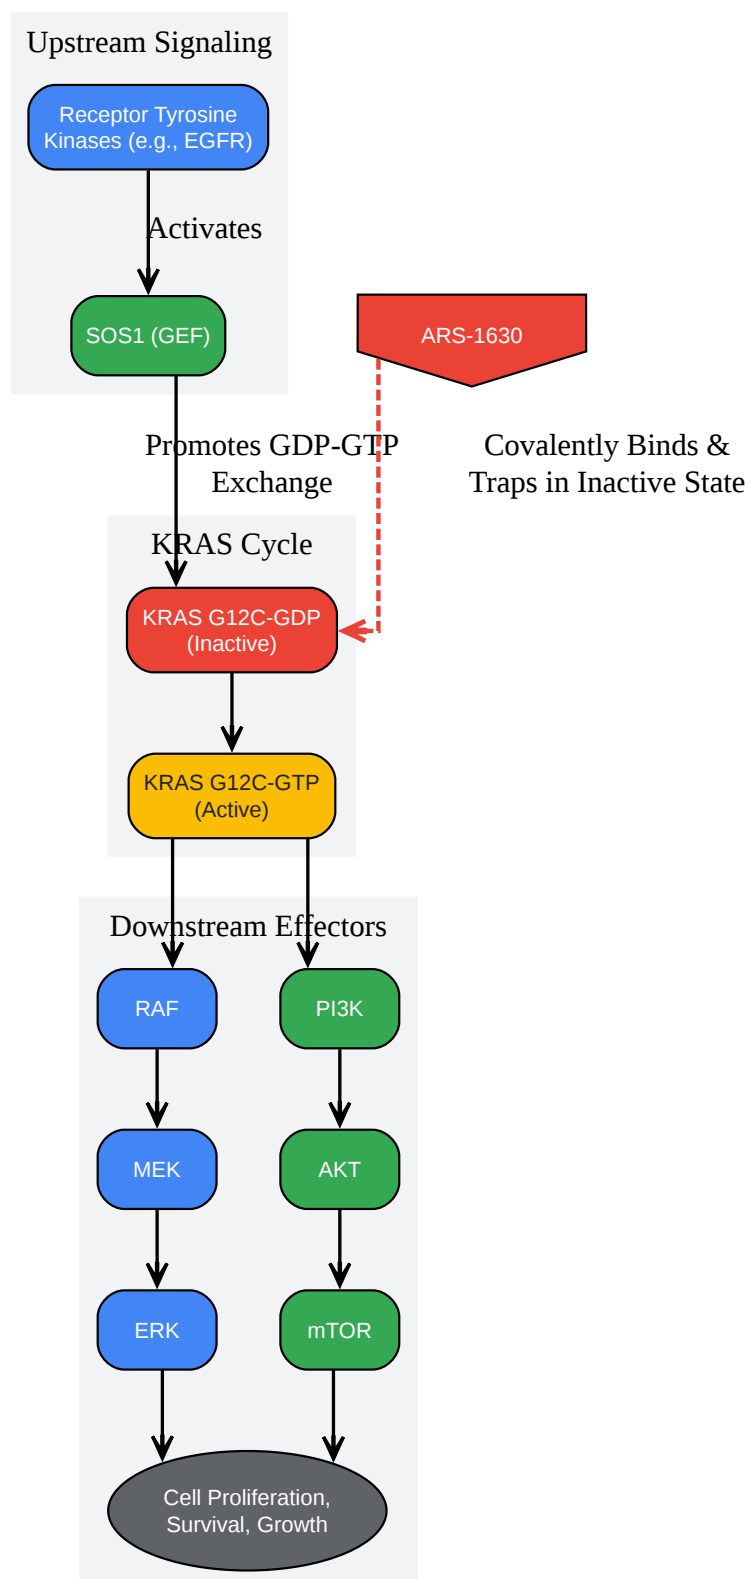 Upstream Signaling
Receptor Tyrosine
Kinases (e.g., EGFR)
Activates
SOS1 (GEF)
ARS-1630
Promotes GDP-GTP
Exchange
Covalently Binds &
Traps in Inactive State
KRAS Cycle
KRAS G12C-GDP
(Inactive)
KRAS G12C-GTP
(Active)
Downstream Effectors
RAF
PI3K
MEK
AKT
ERK
mTOR
Cell Proliferation,
Survival, Growth